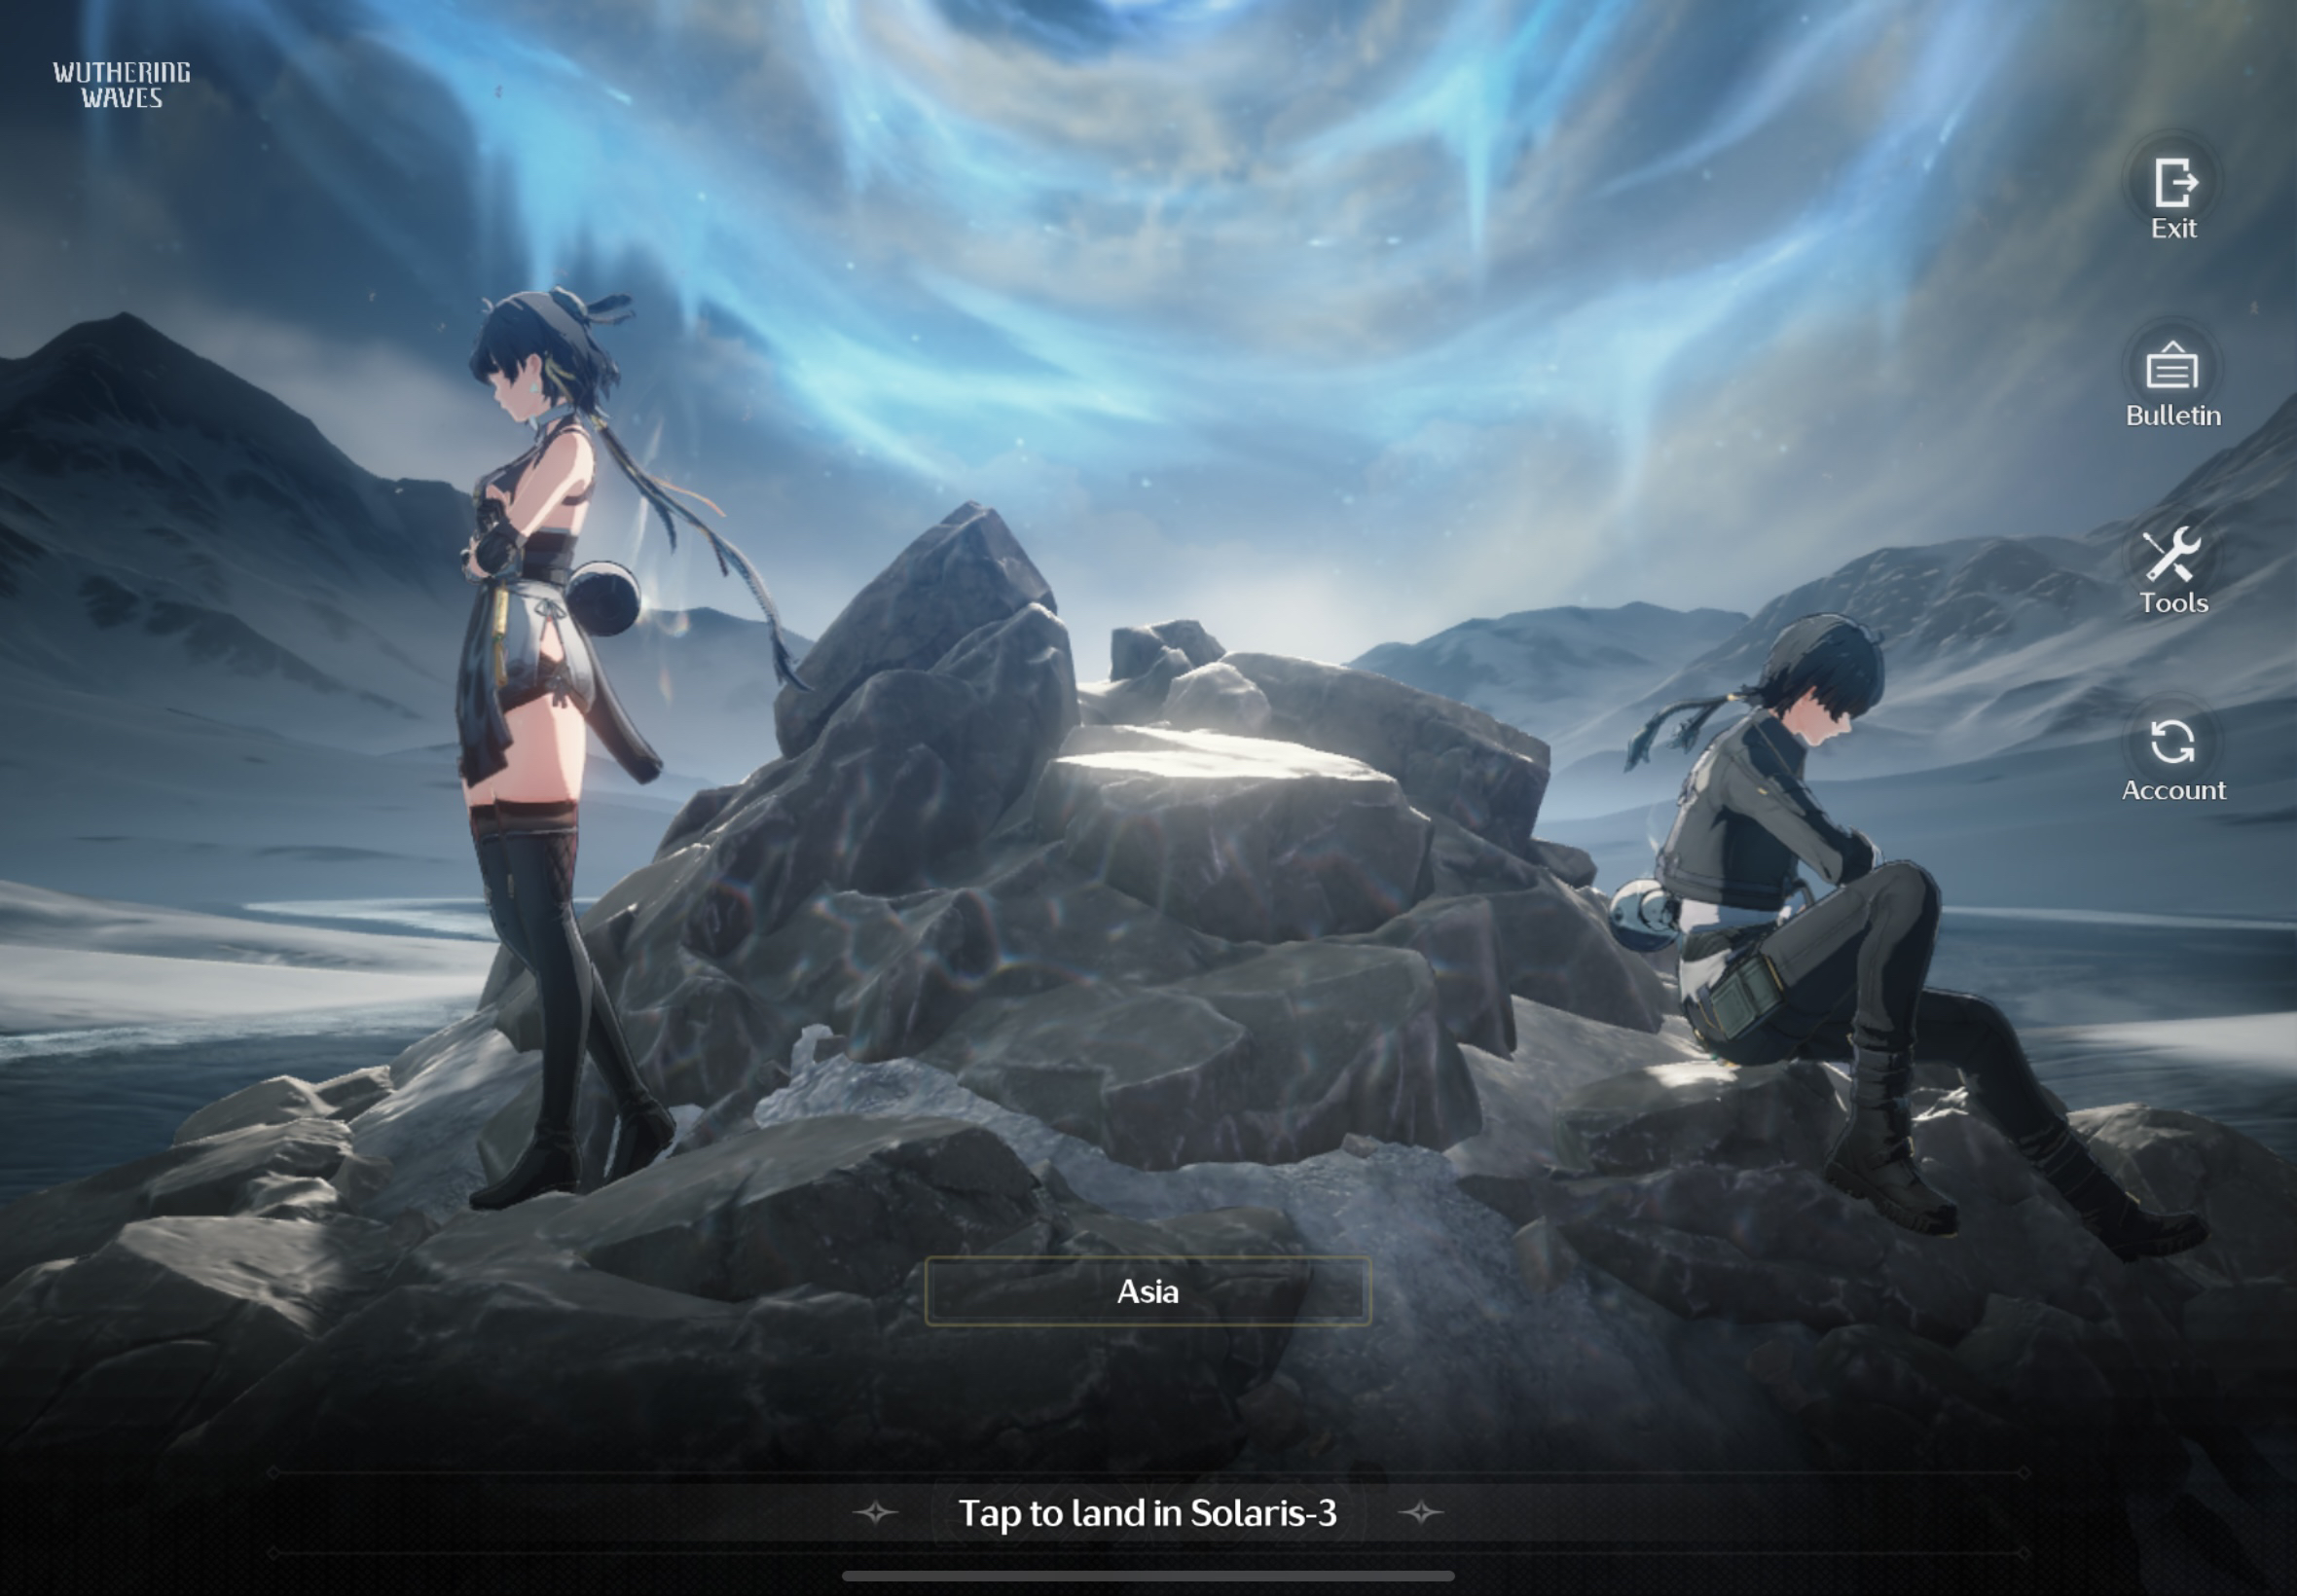 WUTHERING
WAVES
Exit
Bulletin
Tools
Account
Asia
Tap to land in Solaris-3